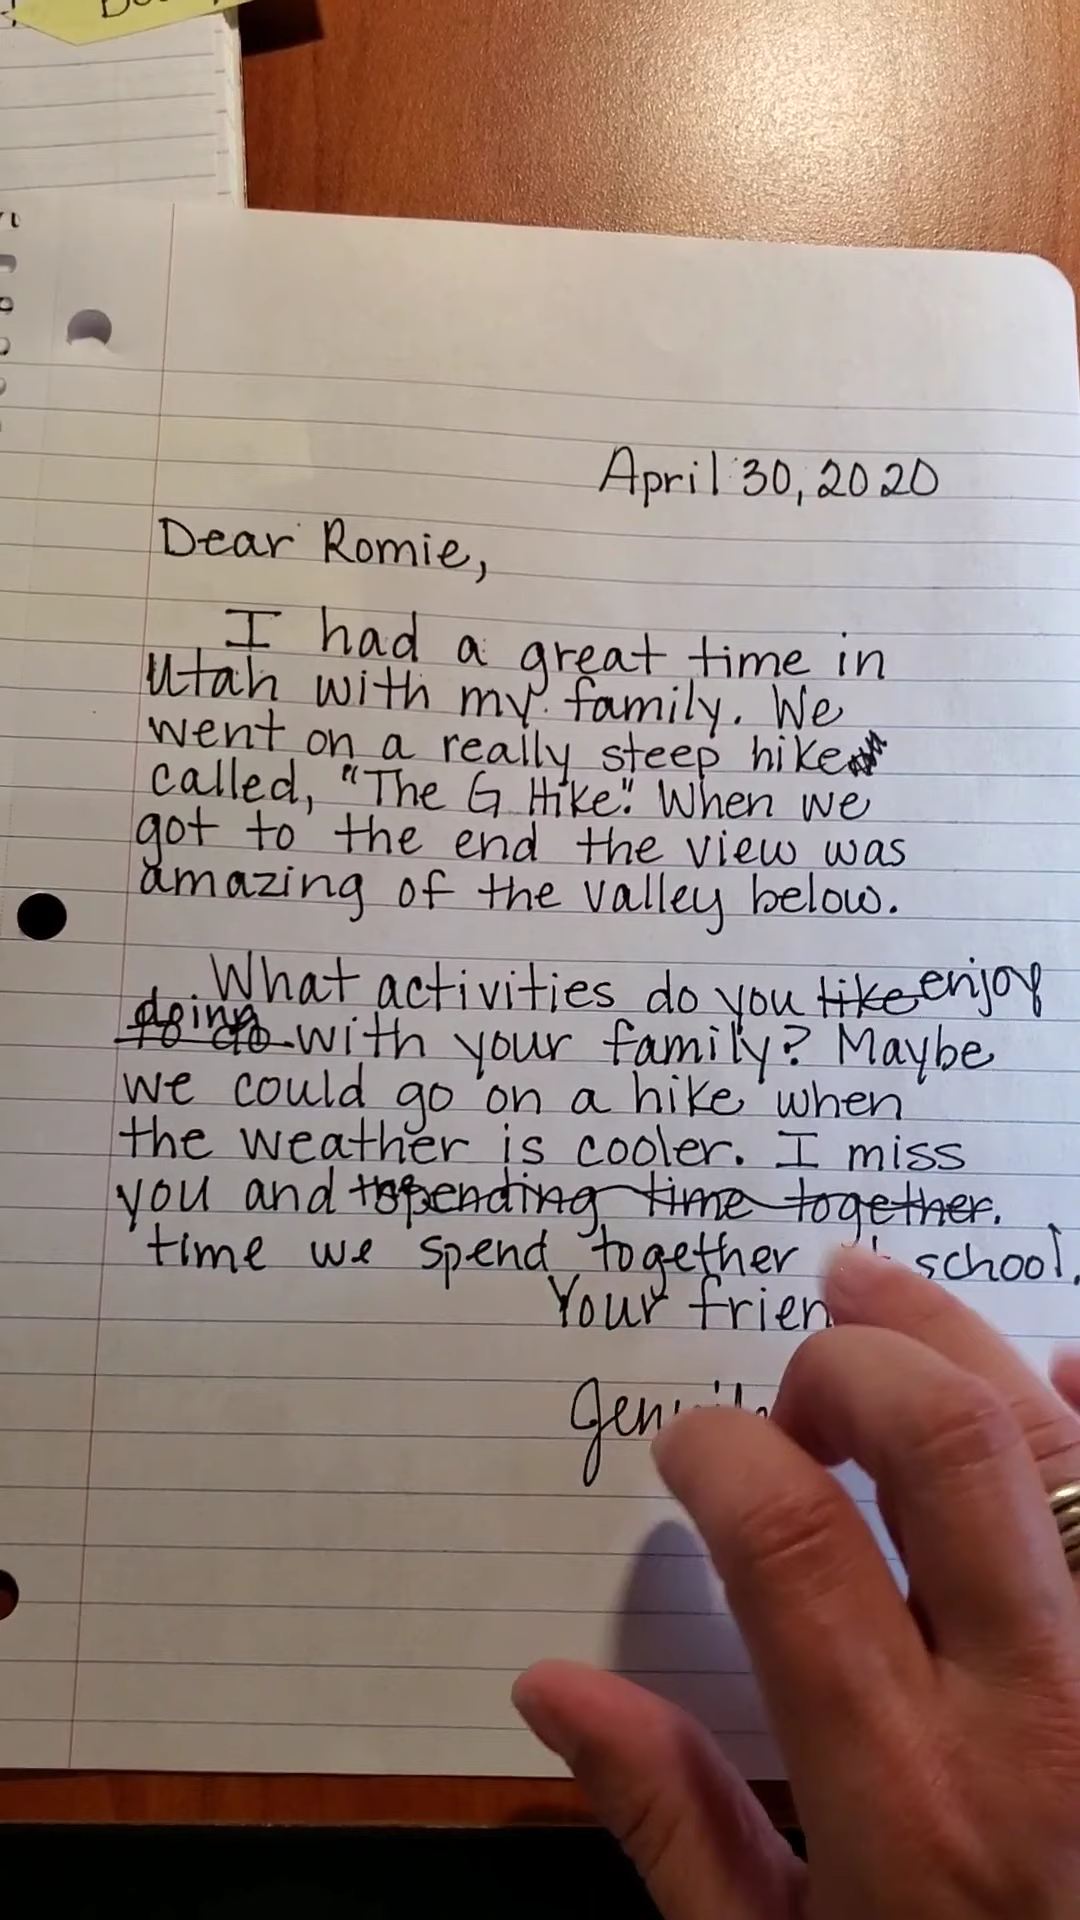 April 30, 2020
Dear Romie,
I had a great time in
Utah with my family. We
went on a really steep hike
called, "The G Hike". When we
got to the end the view was
amazing of the valley below.
What activities do you like enjoy
doing
to do with your family? Maybe
we could go on a hike when
the weather is cooler. I miss
you and spending time together.
time we spend together school.
Your